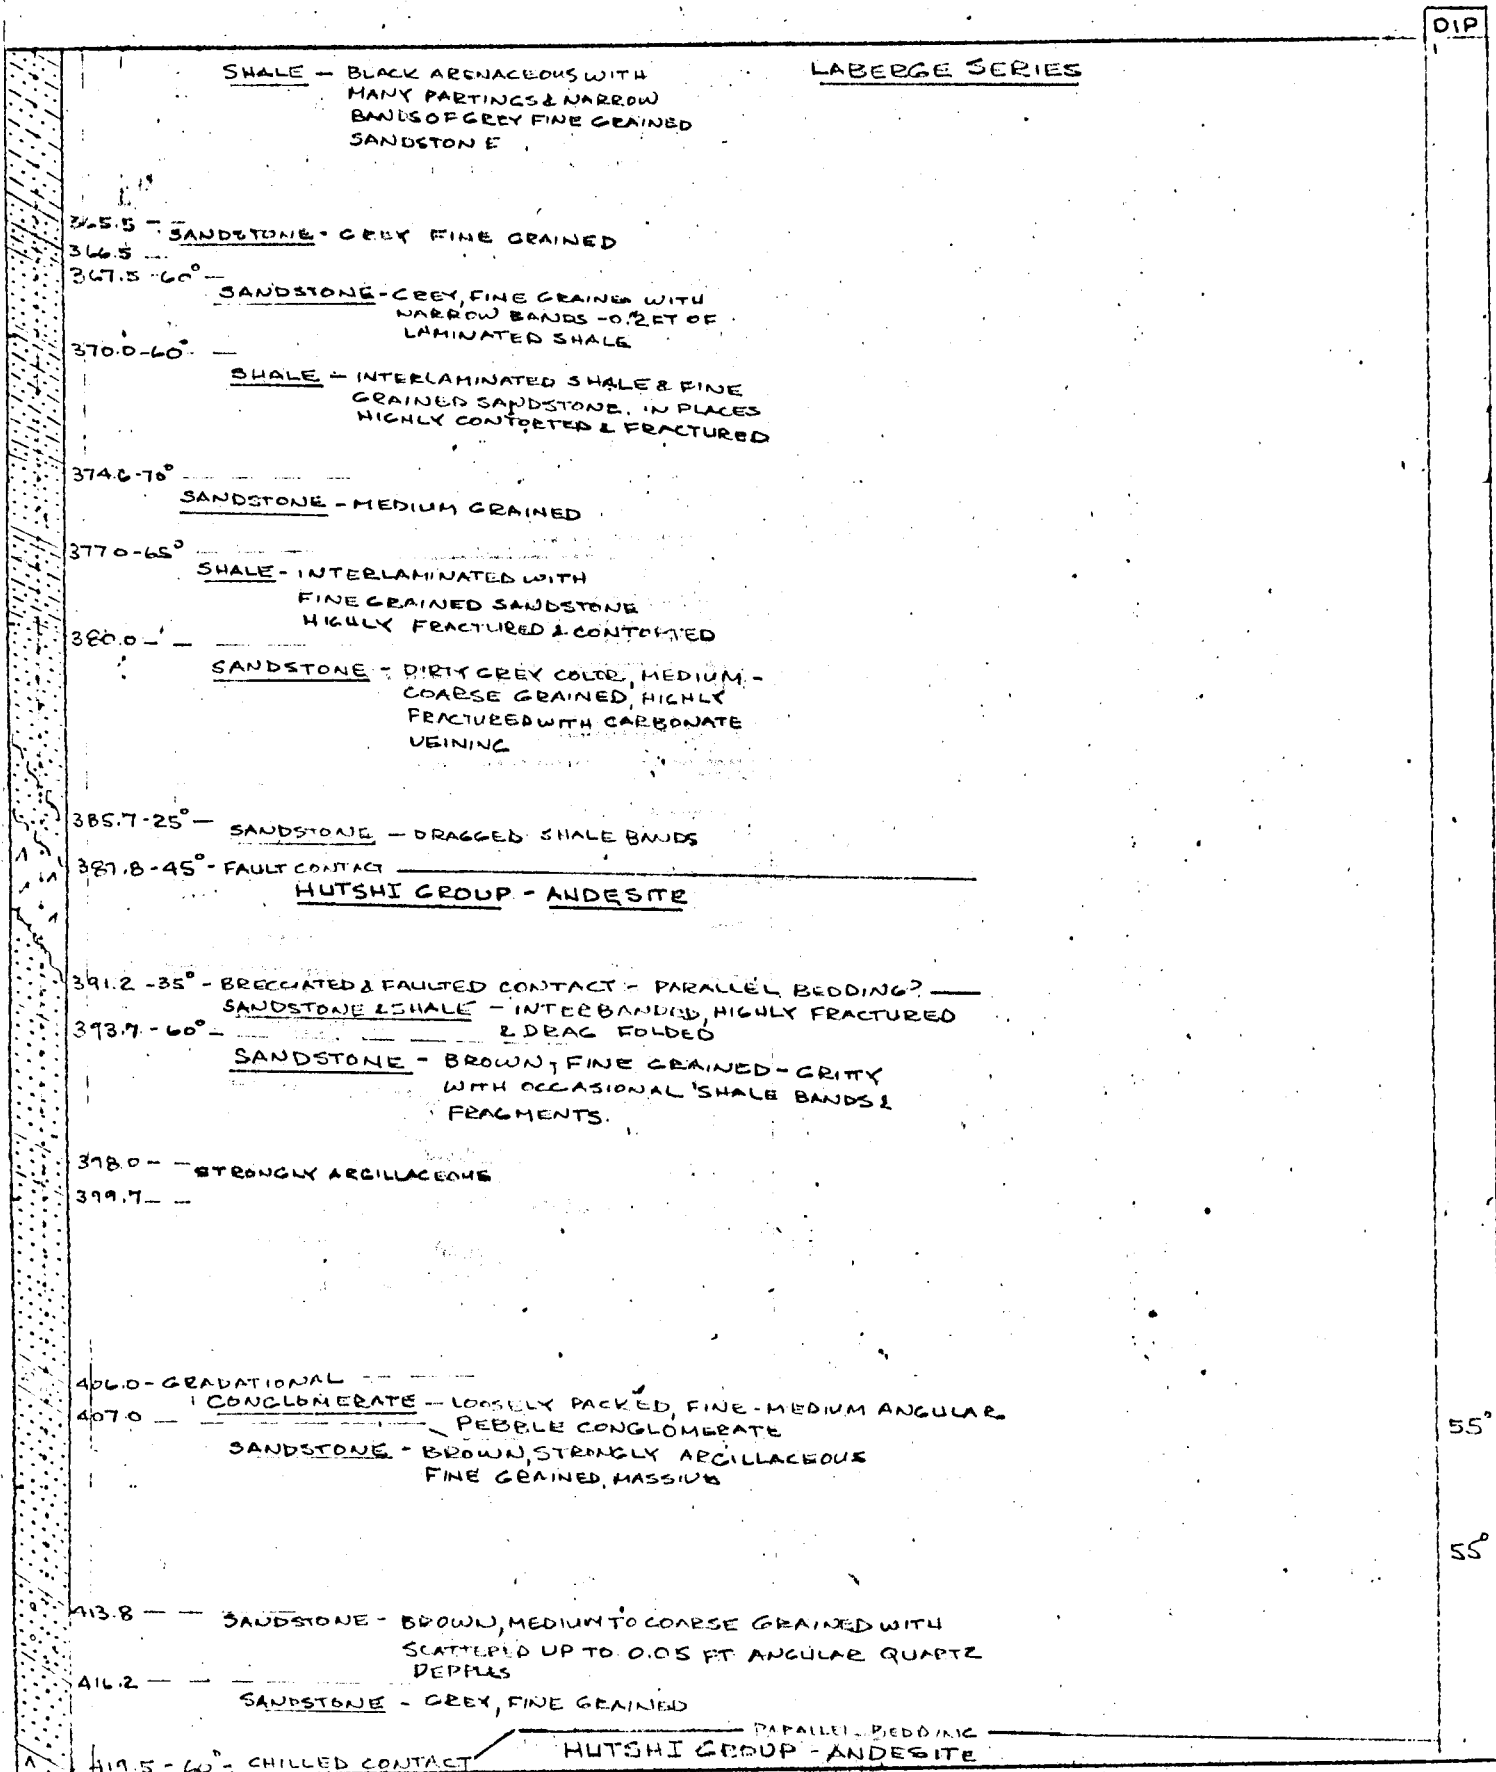 DIP
SHALE - BLACK ARENACEOUS WITH
LABERGE SERIES
MANY PARTINGS & NARROW
BANDS OF GREY FINE GRAINED
SANDSTONE
365.5 - SANDSTONE - GREY FINE GRAINED
366.5 -
367.5 - 60° -
SANDSTONE - GREY, FINE GRAINED WITH
NARROW BANDS - 0.2 FT OF
LAMINATED SHALE
370.0 - 60° -
SHALE - INTERLAMINATED SHALE & FINE
GRAINED SANDSTONE. IN PLACES
HIGHLY CONTORTED & FRACTURED
374.6 - 70°
SANDSTONE - MEDIUM GRAINED
377.0 - 65°
SHALE - INTERLAMINATED WITH
FINE GRAINED SANDSTONE
HIGHLY FRACTURED & CONTORTED
380.0 - -
SANDSTONE - DIRTY GREY COLOR, MEDIUM -
COARSE GRAINED, HIGHLY
FRACTURED WITH CARBONATE
VEINING
385.7 - 25° - SANDSTONE - DRAGGED SHALE BANDS
387.8 - 45° - FAULT CONTACT
HUTSHI GROUP - ANDESITE
391.2 - 35° - BRECCIATED & FAULTED CONTACT - PARALLEL BEDDING?
SANDSTONE & SHALE - INTERBANDED, HIGHLY FRACTURED
393.7 - 60° - & DRAG FOLDED
SANDSTONE - BROWN, FINE GRAINED - GRITTY
WITH OCCASIONAL SHALE BANDS &
FRAGMENTS.
398.0 - - STRONGLY ARGILLACEOUS
399.7 - -
406.0 - GRADATIONAL
CONGLOMERATE - LOOSELY PACKED, FINE - MEDIUM ANGULAR
407.0 - PEBBLE CONGLOMERATE
55°
SANDSTONE - BROWN, STRONGLY ARGILLACEOUS
FINE GRAINED, MASSIVE
55°
413.8 - - SANDSTONE - BROWN, MEDIUM TO COARSE GRAINED WITH
SCATTERED UP TO 0.05 FT ANGULAR QUARTZ
PEBBLES
416.2 - -
SANDSTONE - GREY, FINE GRAINED
PARALLEL BEDDING
419.5 - 60° - CHILLED CONTACT
HUTSHI GROUP - ANDESITE